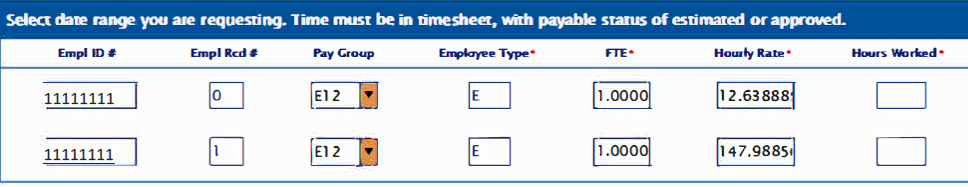 Select date range you are requesting. Time must be in timesheet, with payable status of estimated or approved.
Empl ID # Empl Rcd # Pay Group Employee Type* FTE* Hourly Rate* Hours Worked*
11111111 0 E12 E 1.0000 12.638889
11111111 1 E12 E 1.0000 147.9885